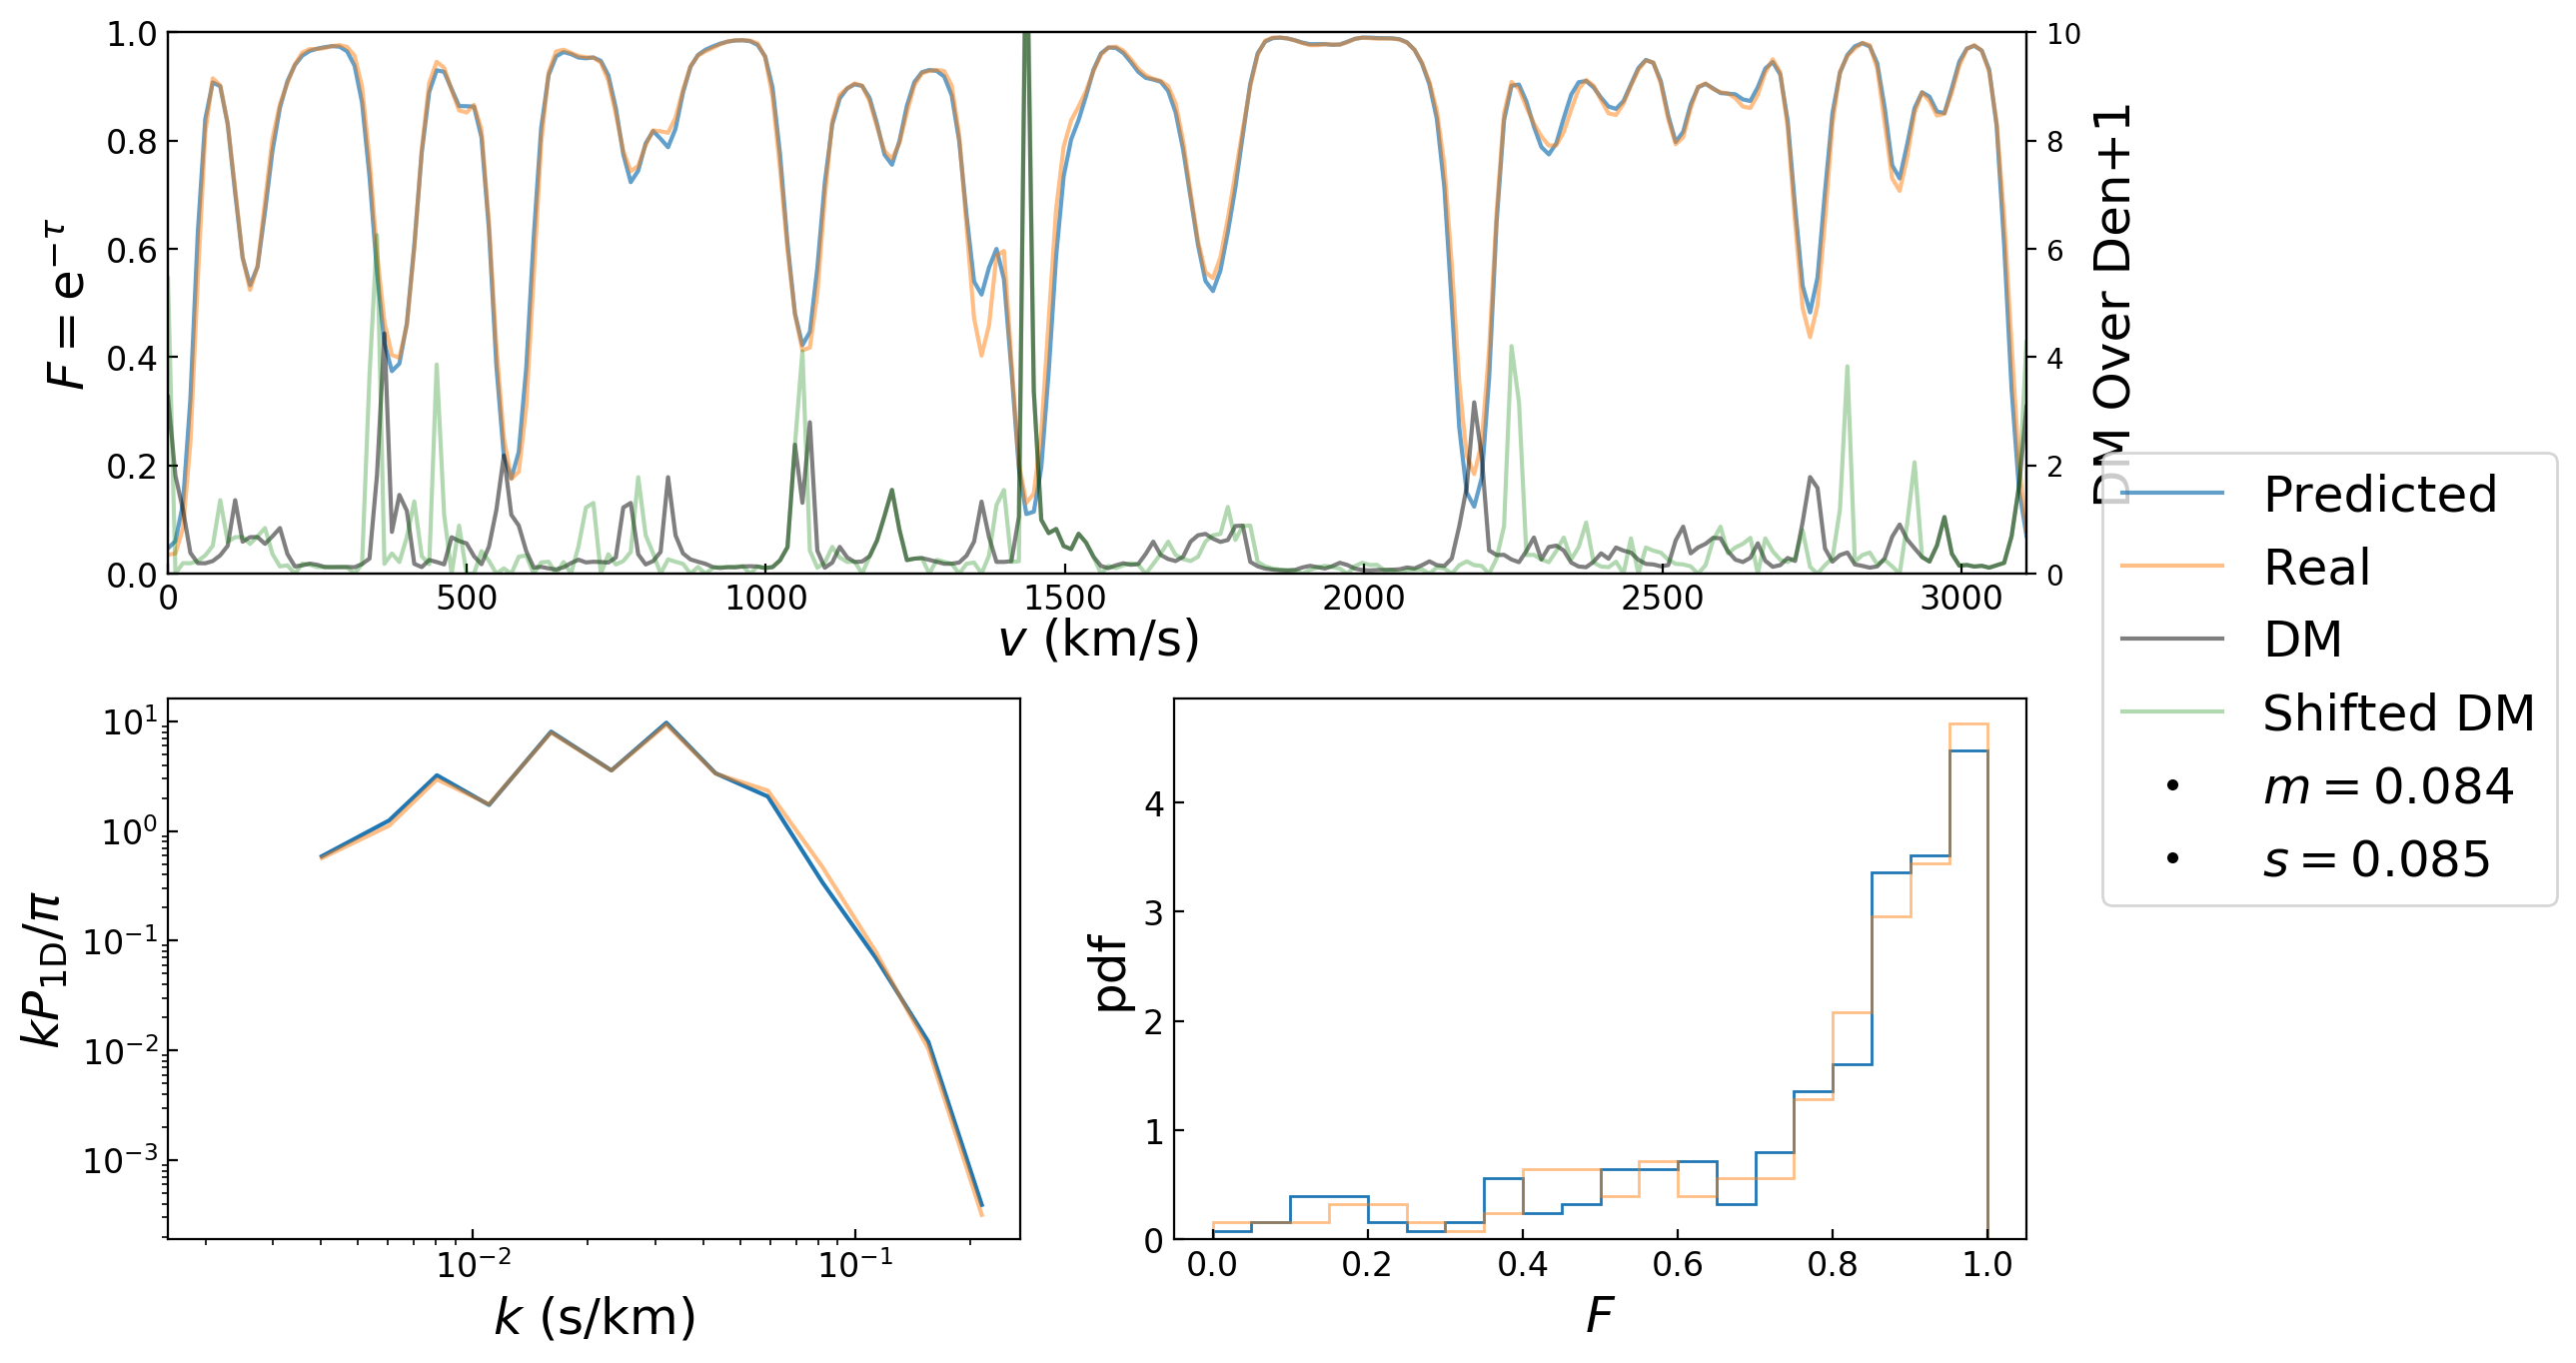 1.0
0.8
0.6
0.4
0.2
0.0
F = e^{−τ}
10
8
6
4
2
0
DM Over Den+1
0 500 1000 1500 2000 2500 3000
v (km/s)
Predicted
Real
DM
Shifted DM
m = 0.084
s = 0.085
10^1
10^0
10^{−1}
10^{−2}
10^{−3}
kP_{1D}/π
10^{−2} 10^{−1}
k (s/km)
4
3
2
1
0
pdf
0.0 0.2 0.4 0.6 0.8 1.0
F